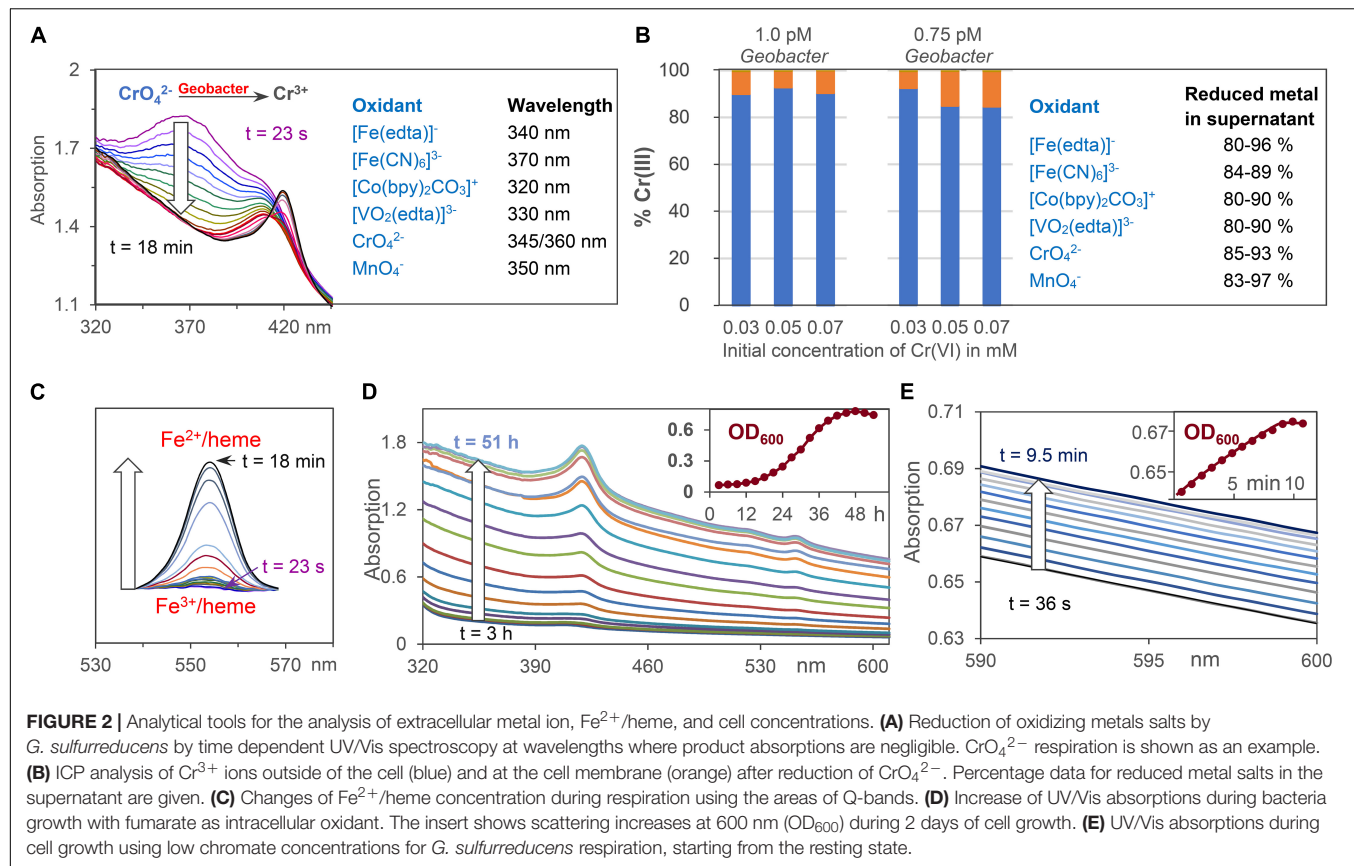 A
2
1.7
1.4
1.1
Absorption
CrO₄²⁻ Geobacter Cr³⁺
t = 23 s
t = 18 min
320 370 420 nm
Oxidant Wavelength
[Fe(edta)]⁻ 340 nm
[Fe(CN)₆]³⁻ 370 nm
[Co(bpy)₂CO₃]⁺ 320 nm
[VO₂(edta)]³⁻ 330 nm
CrO₄²⁻ 345/360 nm
MnO₄⁻ 350 nm
B
1.0 pM 0.75 pM
Geobacter Geobacter
100
80
60
40
20
0
% Cr(III)
0.03 0.05 0.07 0.03 0.05 0.07
Initial concentration of Cr(VI) in mM
Oxidant Reduced metal
in supernatant
[Fe(edta)]⁻ 80-96 %
[Fe(CN)₆]³⁻ 84-89 %
[Co(bpy)₂CO₃]⁺ 80-90 %
[VO₂(edta)]³⁻ 80-90 %
CrO₄²⁻ 85-93 %
MnO₄⁻ 83-97 %
C
Fe²⁺/heme
t = 18 min
t = 23 s
Fe³⁺/heme
530 550 570 nm
D
1.8
1.2
0.6
0
Absorption
t = 51 h
t = 3 h
320 390 460 nm 530 600
OD₆₀₀
0.6
0.3
0
0 12 24 36 48 h
E
0.71
0.69
0.67
0.65
0.63
Absorption
t = 9.5 min
t = 36 s
590 595 nm 600
OD₆₀₀
0.67
0.65
5 min 10
FIGURE 2 | Analytical tools for the analysis of extracellular metal ion, Fe²⁺/heme, and cell concentrations. (A) Reduction of oxidizing metals salts by
G. sulfurreducens by time dependent UV/Vis spectroscopy at wavelengths where product absorptions are negligible. CrO₄²⁻ respiration is shown as an example.
(B) ICP analysis of Cr³⁺ ions outside of the cell (blue) and at the cell membrane (orange) after reduction of CrO₄²⁻. Percentage data for reduced metal salts in the
supernatant are given. (C) Changes of Fe²⁺/heme concentration during respiration using the areas of Q-bands. (D) Increase of UV/Vis absorptions during bacteria
growth with fumarate as intracellular oxidant. The insert shows scattering increases at 600 nm (OD₆₀₀) during 2 days of cell growth. (E) UV/Vis absorptions during
cell growth using low chromate concentrations for G. sulfurreducens respiration, starting from the resting state.